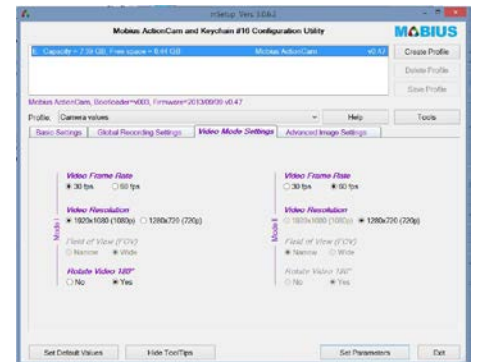 mSetup Vers.
Mobius ActionCam and Keychain #16 Configuration Utility
MOBIUS
Mobius ActionCam
v0.47
Create Profile
Delete Profile
Save Profile
Mobius ActionCam, Bootloader=v003, Firmware=2013/09/09 v0.47
Profile: Camera values
Help
Tools
Basic Settings Global Recording Settings Video Mode Settings Advanced Image Settings
Mode I
Video Frame Rate
30 fps 60 fps
Video Resolution
1920x1080 (1080p) 1280x720 (720p)
Field of View (FOV)
Narrow Wide
Rotate Video 180°
No Yes
Mode II
Video Frame Rate
30 fps 60 fps
Video Resolution
1920x1080 (1080p) 1280x720 (720p)
Field of View (FOV)
Narrow Wide
Rotate Video 180°
No Yes
Set Default Values Hide ToolTips Set Parameters Exit